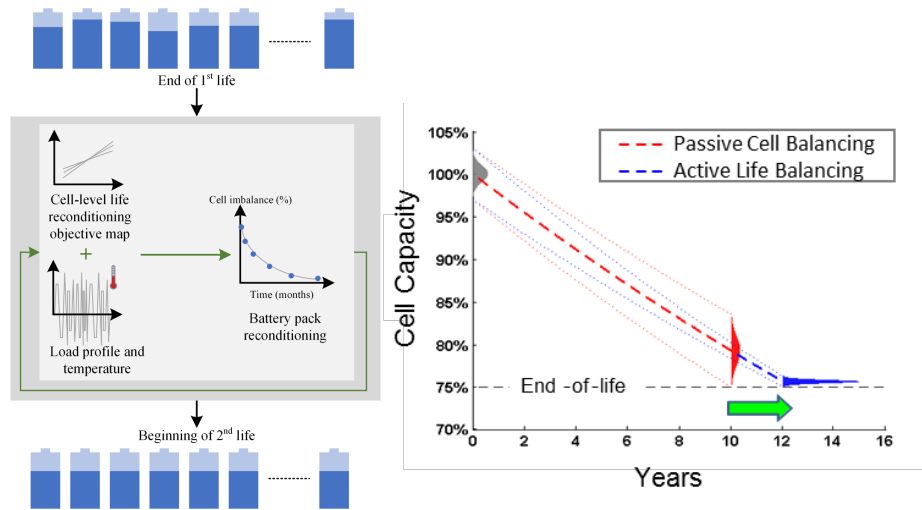 End of 1st life
Cell-level life
reconditioning
objective map
+
Load profile and
temperature
Cell imbalance (%)
Time (months)
Battery pack
reconditioning
Beginning of 2nd life
105%
100%
95%
90%
85%
80%
75%
70%
Cell Capacity
Passive Cell Balancing
Active Life Balancing
End -of-life
0 2 4 6 8 10 12 14 16
Years